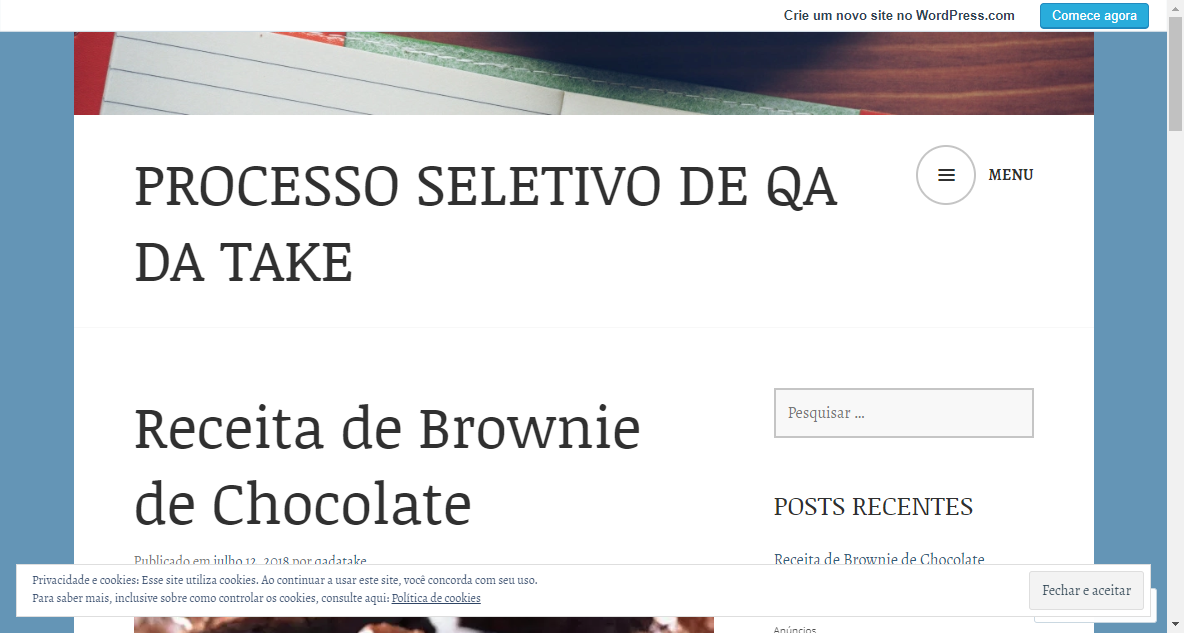 Crie um novo site no WordPress.com
Comece agora
PROCESSO SELETIVO DE QA
DA TAKE
MENU
Receita de Brownie
de Chocolate
Publicado em julho 12, 2018 por qadatake
Pesquisar ...
POSTS RECENTES
Receita de Brownie de Chocolate
Privacidade e cookies: Esse site utiliza cookies. Ao continuar a usar este site, você concorda com seu uso.
Para saber mais, inclusive sobre como controlar os cookies, consulte aqui: Política de cookies
Fechar e aceitar
Anúncios